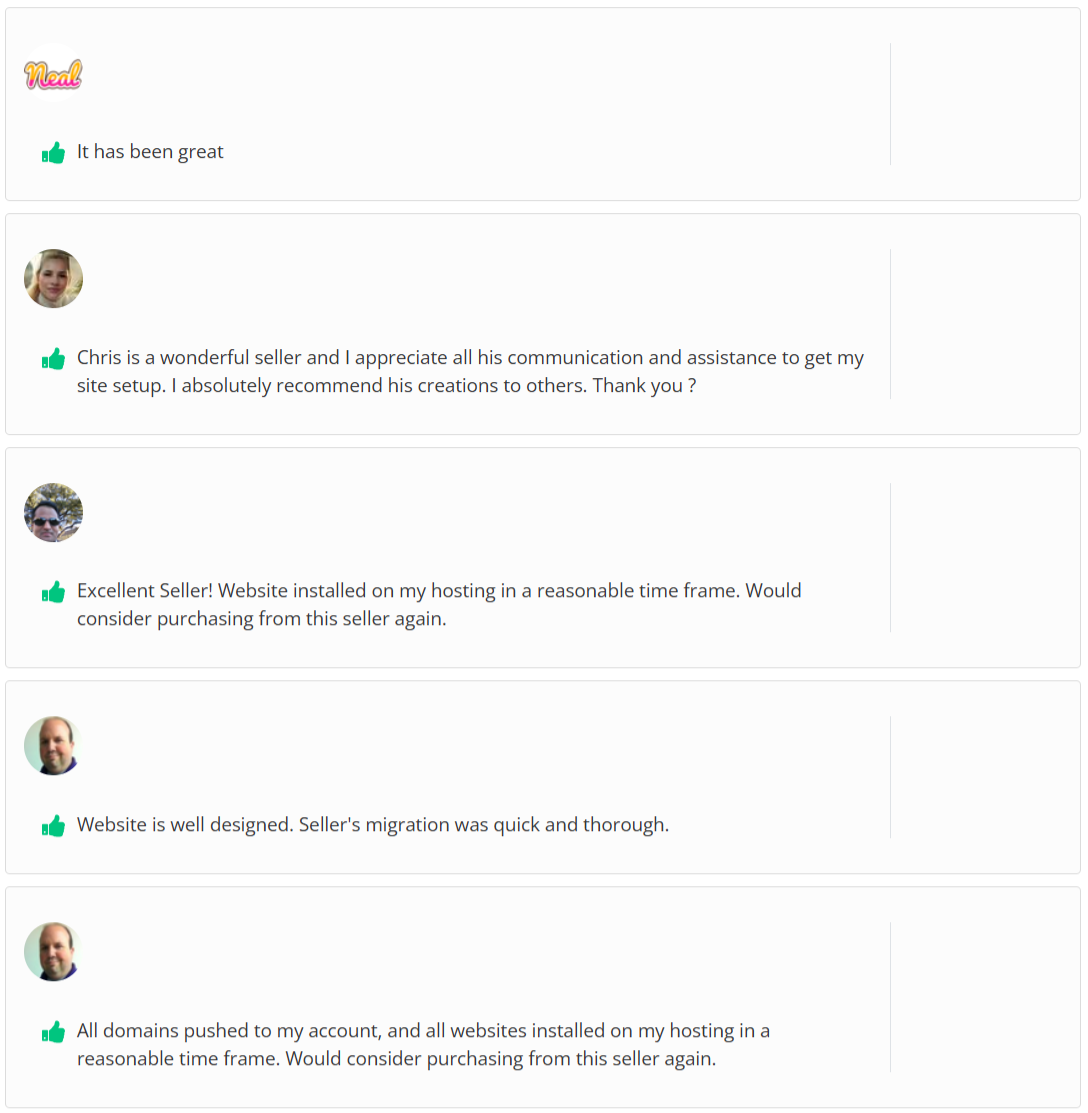 Neal
It has been great
Chris is a wonderful seller and I appreciate all his communication and assistance to get my
site setup. I absolutely recommend his creations to others. Thank you ?
Excellent Seller! Website installed on my hosting in a reasonable time frame. Would
consider purchasing from this seller again.
Website is well designed. Seller's migration was quick and thorough.
All domains pushed to my account, and all websites installed on my hosting in a
reasonable time frame. Would consider purchasing from this seller again.